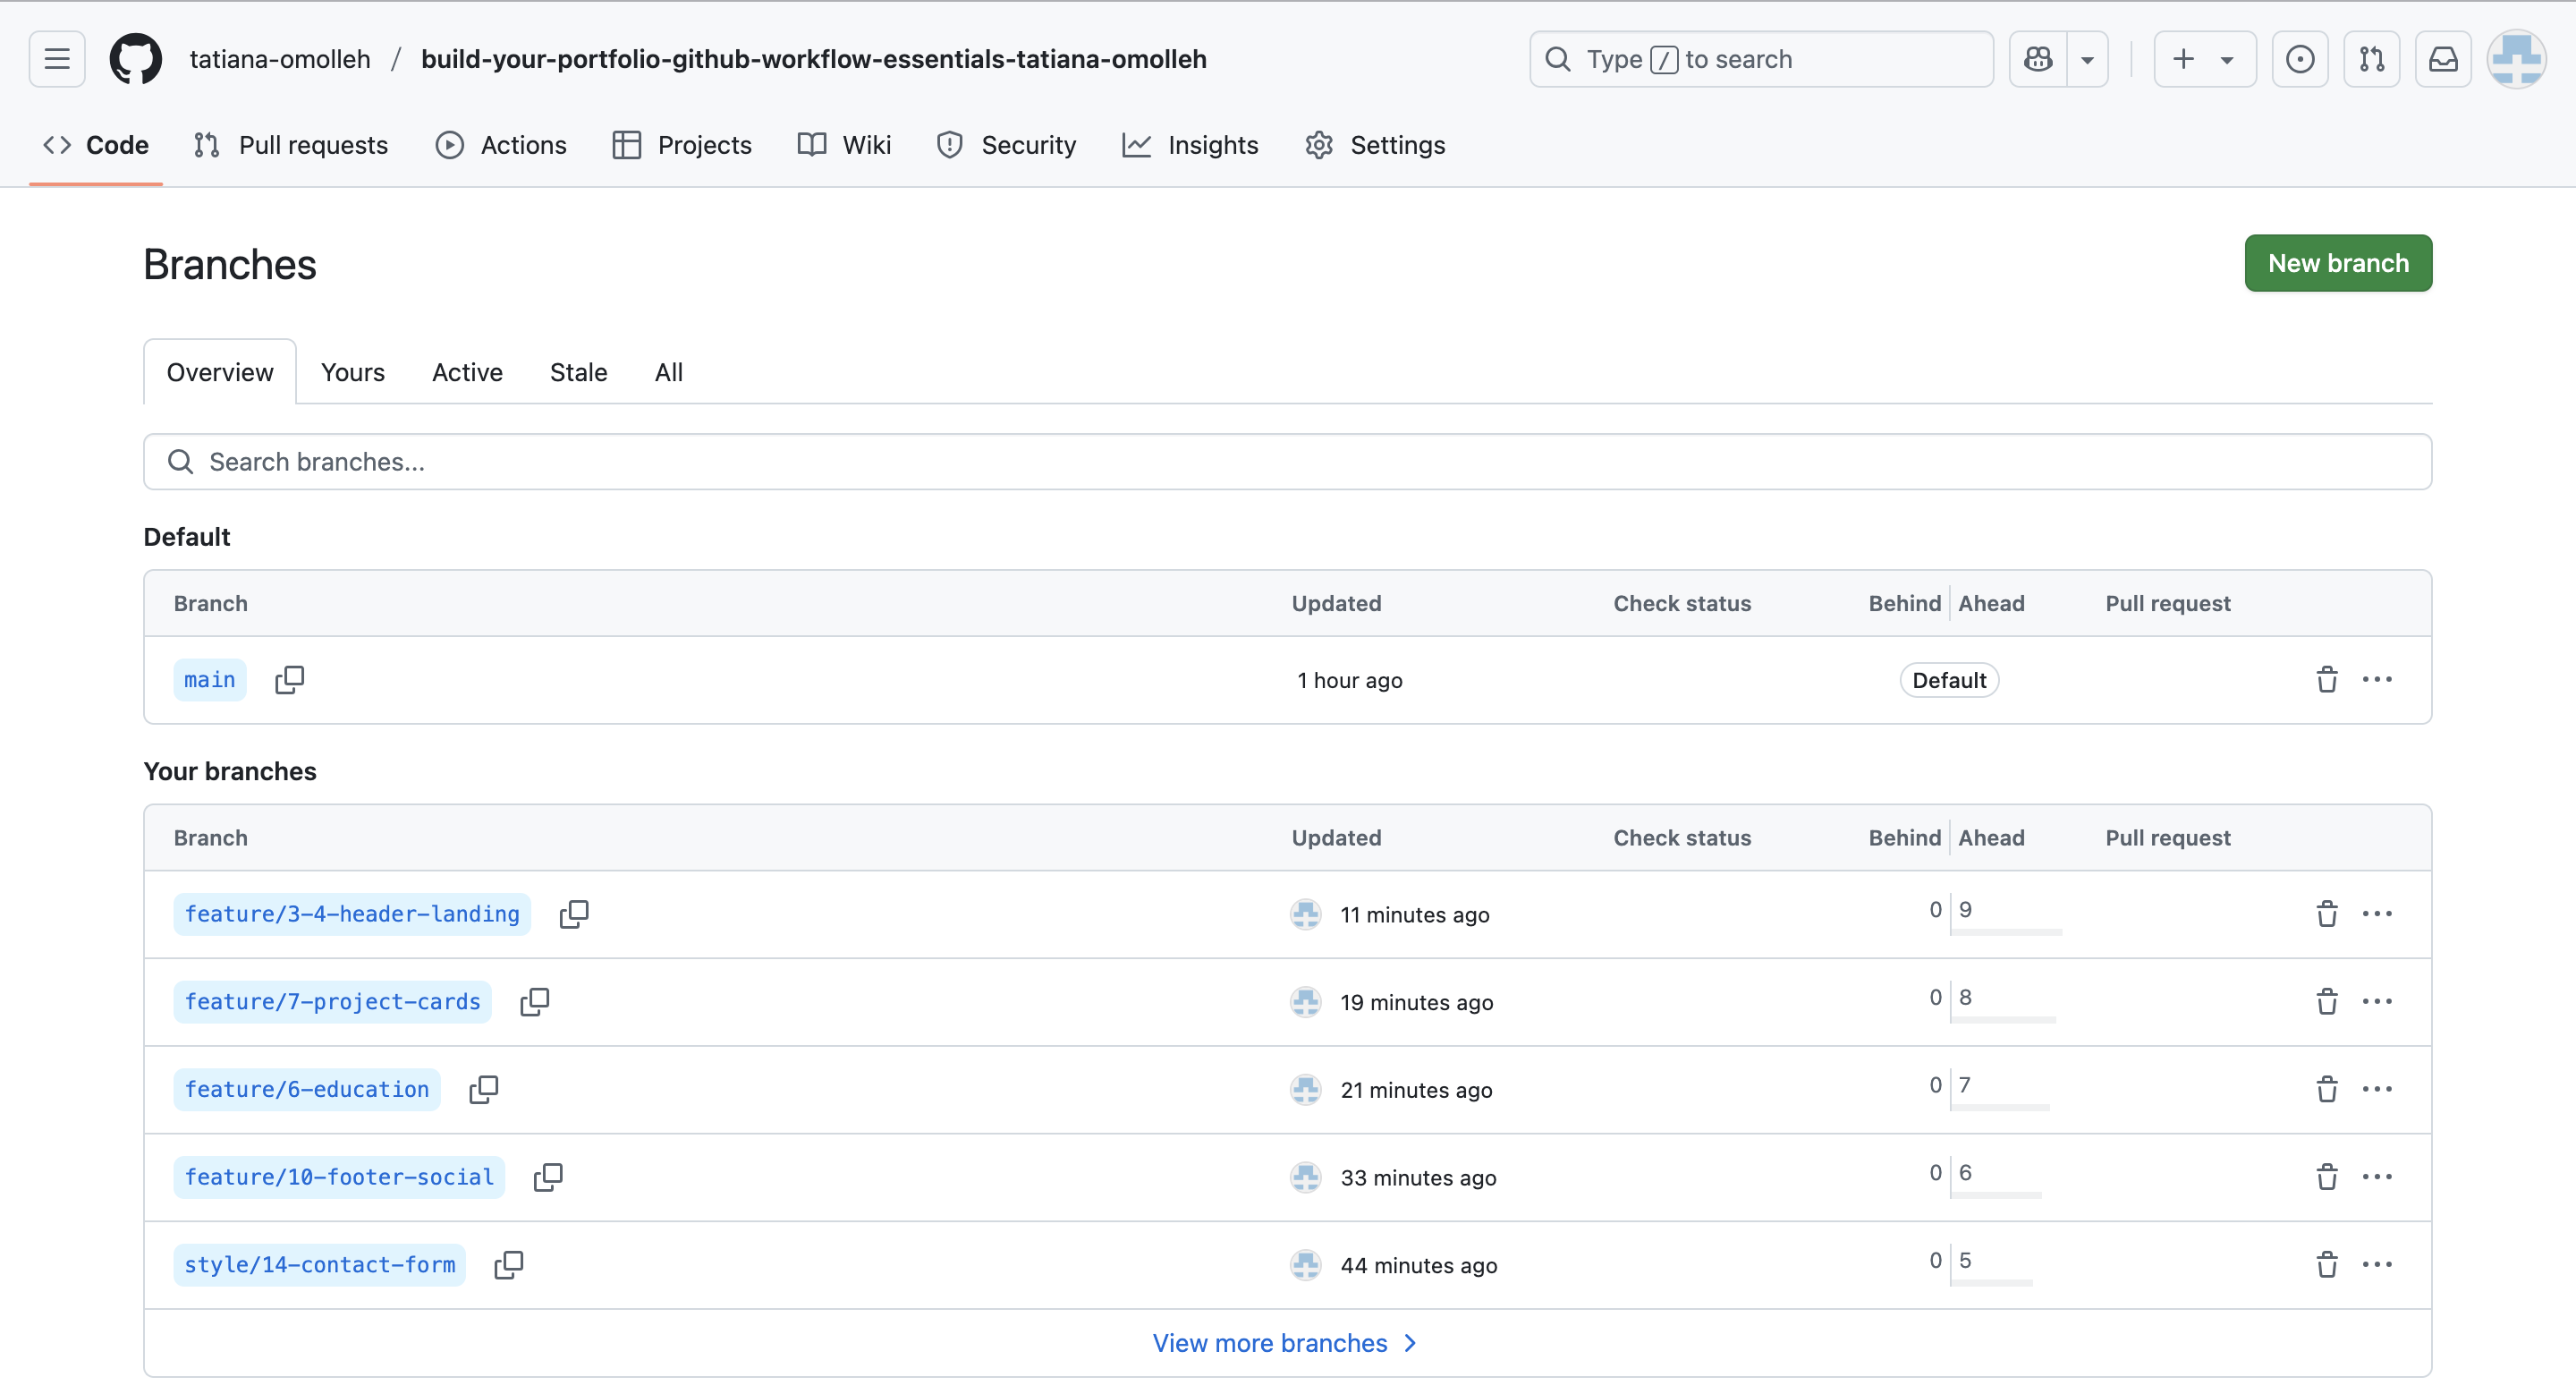 tatiana-omolleh / build-your-portfolio-github-workflow-essentials-tatiana-omolleh
Type / to search
Code Pull requests Actions Projects Wiki Security Insights Settings
Branches
New branch
Overview Yours Active Stale All
Search branches...
Default
Branch Updated Check status Behind Ahead Pull request
main 1 hour ago Default
Your branches
Branch Updated Check status Behind Ahead Pull request
feature/3-4-header-landing 11 minutes ago 0 9
feature/7-project-cards 19 minutes ago 0 8
feature/6-education 21 minutes ago 0 7
feature/10-footer-social 33 minutes ago 0 6
style/14-contact-form 44 minutes ago 0 5
View more branches